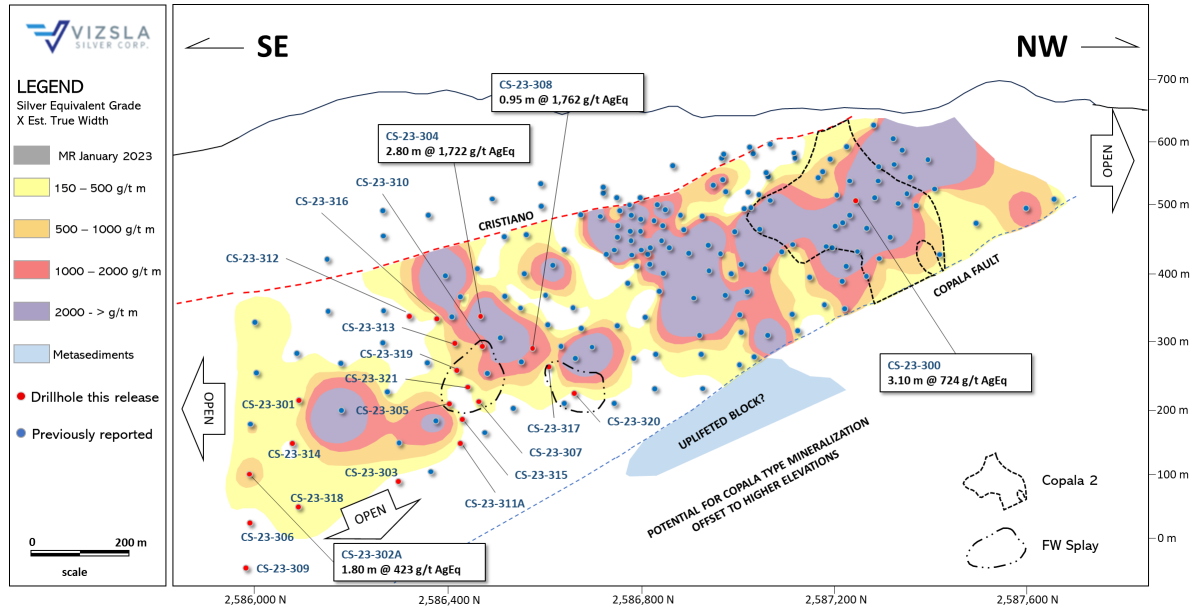 VIZSLA
SILVER CORP.
LEGEND
Silver Equivalent Grade
X Est. True Width
MR January 2023
150 – 500 g/t m
500 – 1000 g/t m
1000 – 2000 g/t m
2000 - > g/t m
Metasediments
Drillhole this release
Previously reported
0 200 m
scale
SE
NW
CS-23-308
0.95 m @ 1,762 g/t AgEq
CS-23-304
2.80 m @ 1,722 g/t AgEq
CS-23-310
CS-23-316
CRISTIANO
CS-23-312
CS-23-313
CS-23-319
CS-23-321
CS-23-305
CS-23-301
CS-23-314
CS-23-303
CS-23-318
CS-23-306
CS-23-309
CS-23-302A
1.80 m @ 423 g/t AgEq
CS-23-317
CS-23-320
CS-23-307
CS-23-315
CS-23-311A
CS-23-300
3.10 m @ 724 g/t AgEq
OPEN
OPEN
OPEN
COPALA FAULT
UPLIFETED BLOCK?
POTENTIAL FOR COPALA TYPE MINERALIZATION
OFFSET TO HIGHER ELEVATIONS
Copala 2
FW Splay
700 m
600 m
500 m
400 m
300 m
200 m
100 m
0 m
2,586,000 N
2,586,400 N
2,586,800 N
2,587,200 N
2,587,600 N